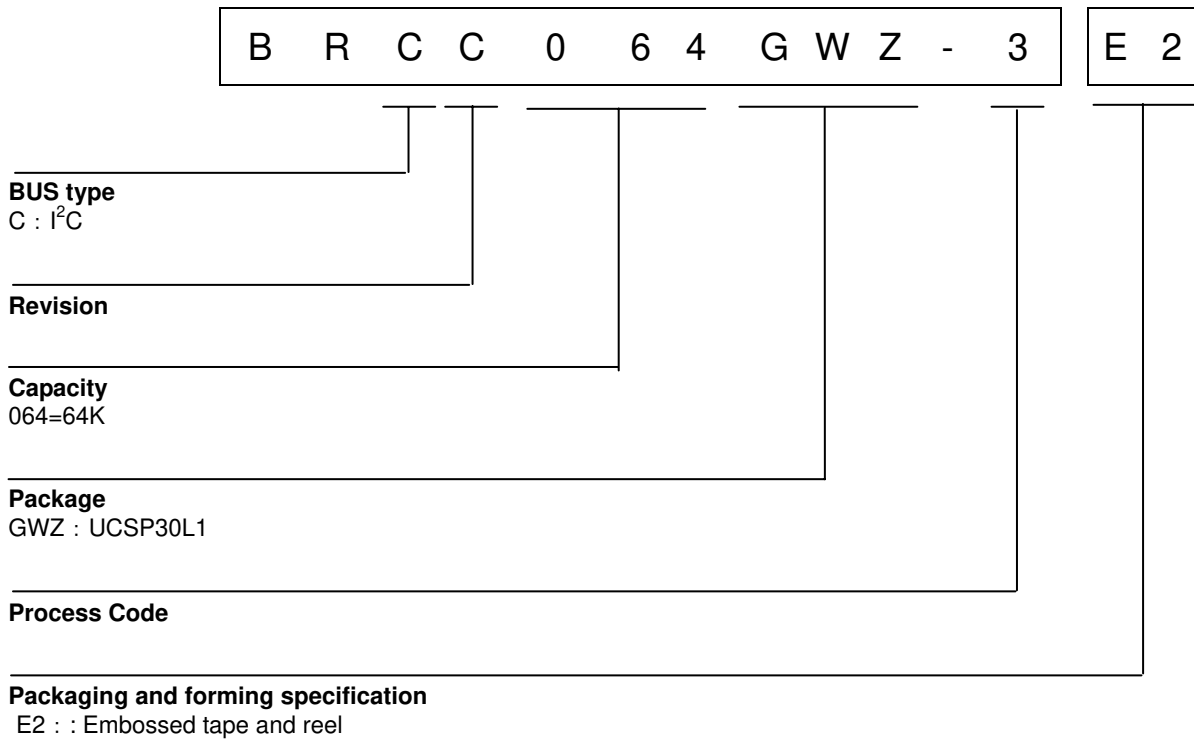 B R C C 0 6 4 G W Z - 3 E 2
BUS type
C : I²C
Revision
Capacity
064=64K
Package
GWZ : UCSP30L1
Process Code
Packaging and forming specification
E2 : : Embossed tape and reel